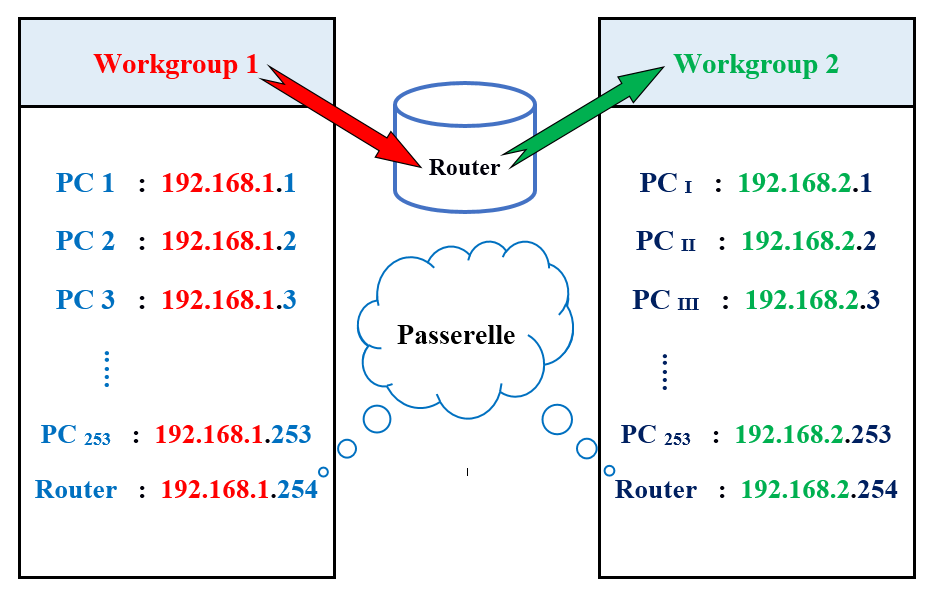 Workgroup 1
PC 1 : 192.168.1.1
PC 2 : 192.168.1.2
PC 3 : 192.168.1.3
PC 253 : 192.168.1.253
Router : 192.168.1.254
Router
Passerelle
Workgroup 2
PC I : 192.168.2.1
PC II : 192.168.2.2
PC III : 192.168.2.3
PC 253 : 192.168.2.253
Router : 192.168.2.254